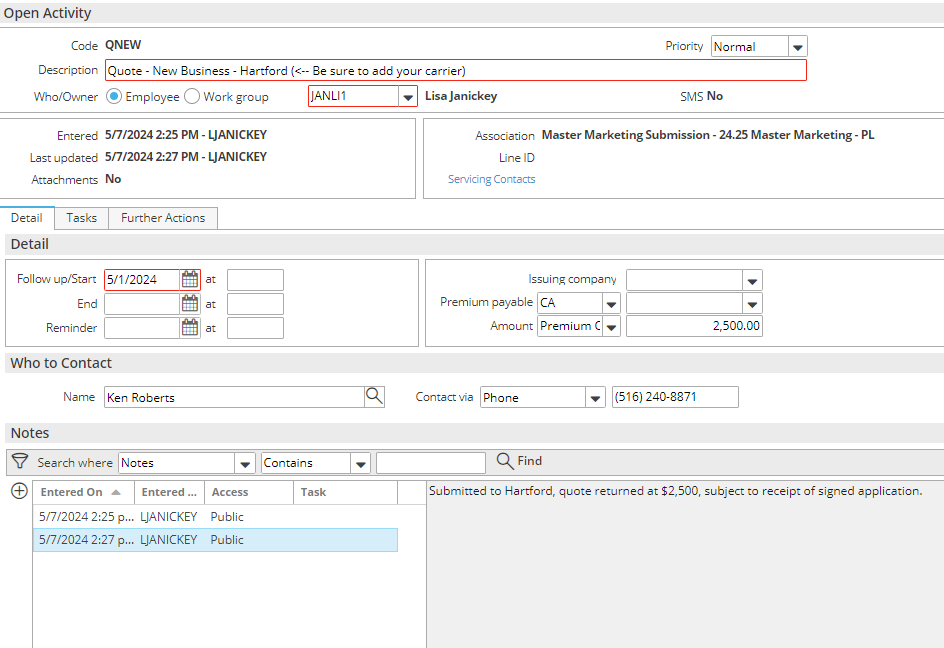 Open Activity
Code QNEW Priority Normal
Description Quote - New Business - Hartford (<-- Be sure to add your carrier)
Who/Owner Employee Work group JANLI1 Lisa Janickey SMS No
Entered 5/7/2024 2:25 PM - LJANICKEY
Last updated 5/7/2024 2:27 PM - LJANICKEY
Attachments No
Association Master Marketing Submission - 24.25 Master Marketing - PL
Line ID
Servicing Contacts
Detail Tasks Further Actions
Detail
Follow up/Start 5/1/2024 at
End at
Reminder at
Issuing company
Premium payable CA
Amount Premium C 2,500.00
Who to Contact
Name Ken Roberts Contact via Phone (516) 240-8871
Notes
Search where Notes Contains Find
Entered On Entered ... Access Task
5/7/2024 2:25 p... LJANICKEY Public
5/7/2024 2:27 p... LJANICKEY Public
Submitted to Hartford, quote returned at $2,500, subject to receipt of signed application.